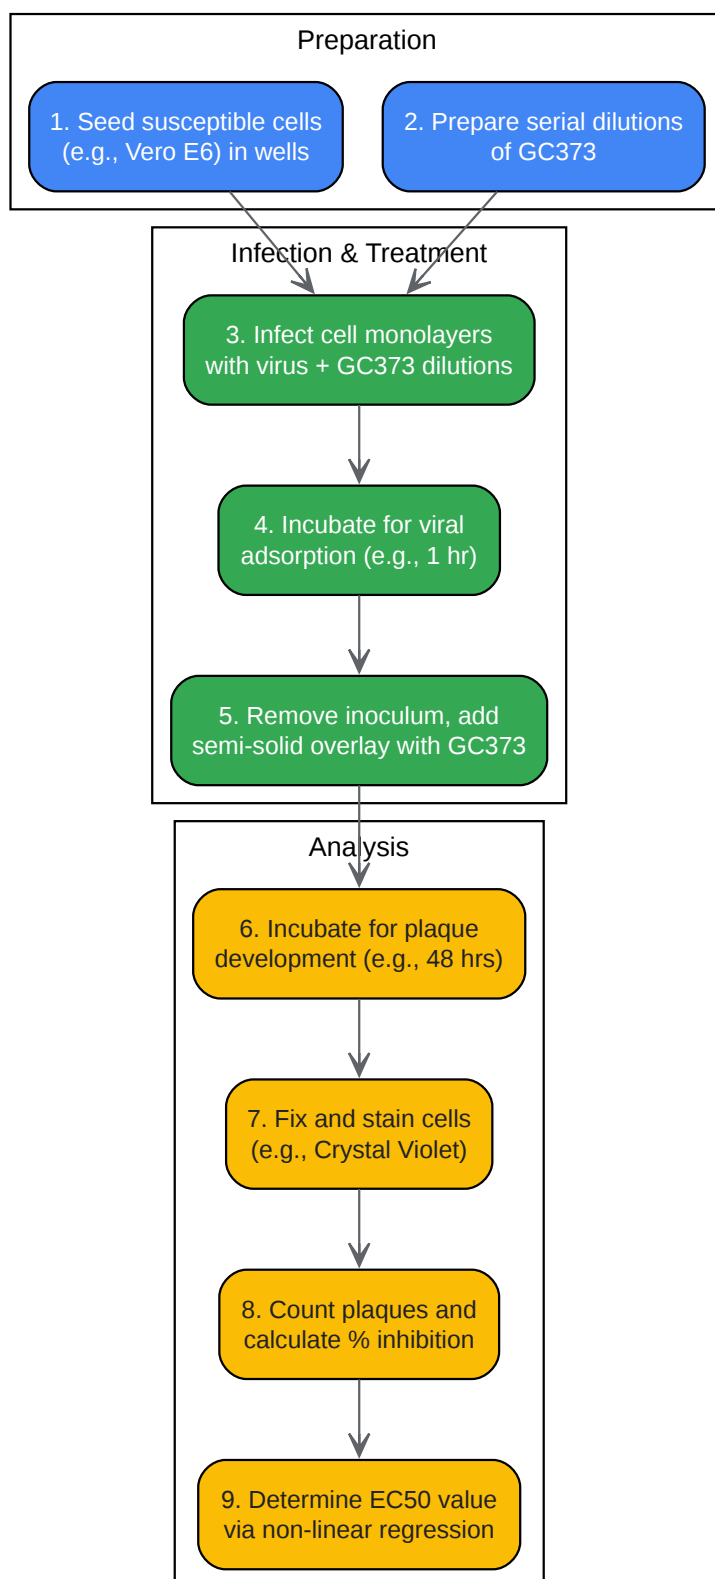 Preparation
1. Seed susceptible cells
(e.g., Vero E6) in wells
2. Prepare serial dilutions
of GC373
Infection & Treatment
3. Infect cell monolayers
with virus + GC373 dilutions
4. Incubate for viral
adsorption (e.g., 1 hr)
5. Remove inoculum, add
semi-solid overlay with GC373
Analysis
6. Incubate for plaque
development (e.g., 48 hrs)
7. Fix and stain cells
(e.g., Crystal Violet)
8. Count plaques and
calculate % inhibition
9. Determine EC50 value
via non-linear regression